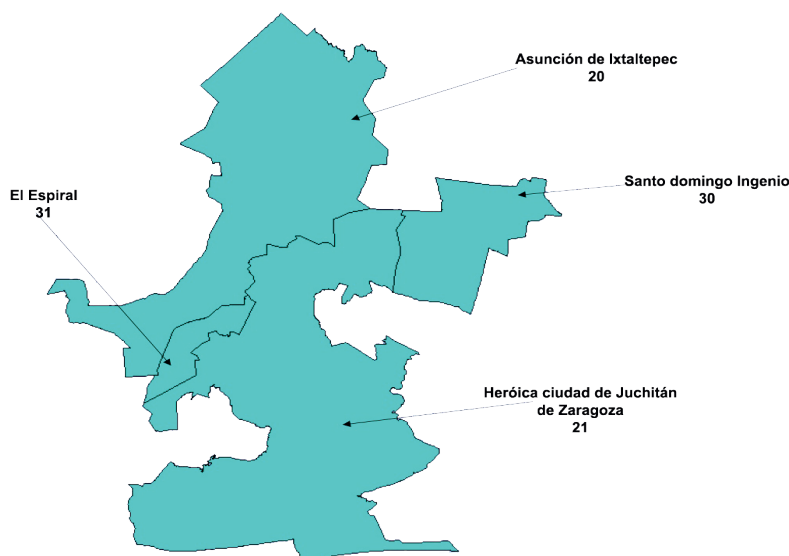 Asunción de Ixtaltepec
20
Santo domingo Ingenio
30
El Espiral
31
Heróica ciudad de Juchitán
de Zaragoza
21